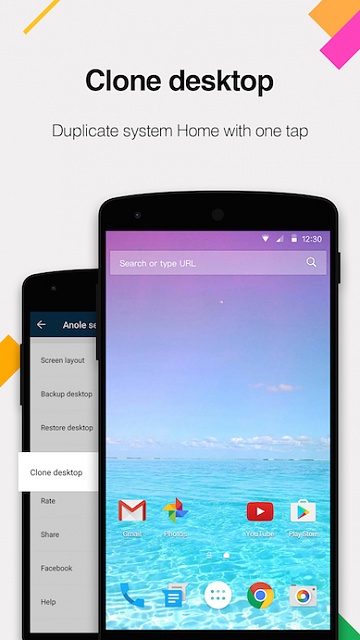 Clone desktop
Duplicate system Home with one tap
12:30
Search or type URL
Anole se
Screen layout
Backup desktop
Restore desktop
Clone desktop
Rate
Share
Facebook
Help
Gmail
Photos
YouTube
Play Store